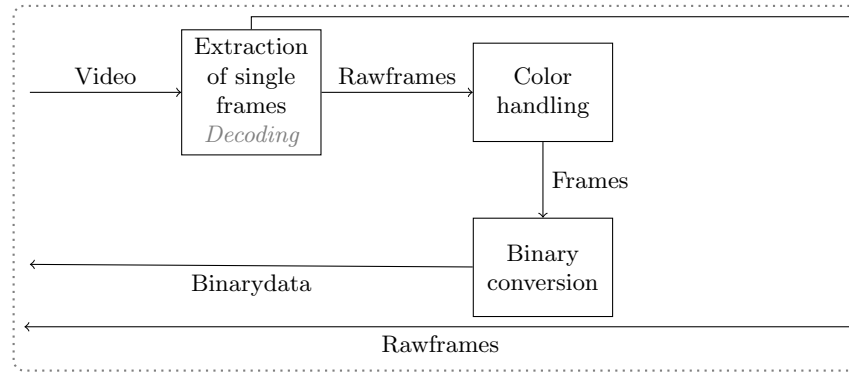 Video
Extraction
of single
frames
Decoding
Rawframes
Color
handling
Frames
Binary
conversion
Binarydata
Rawframes